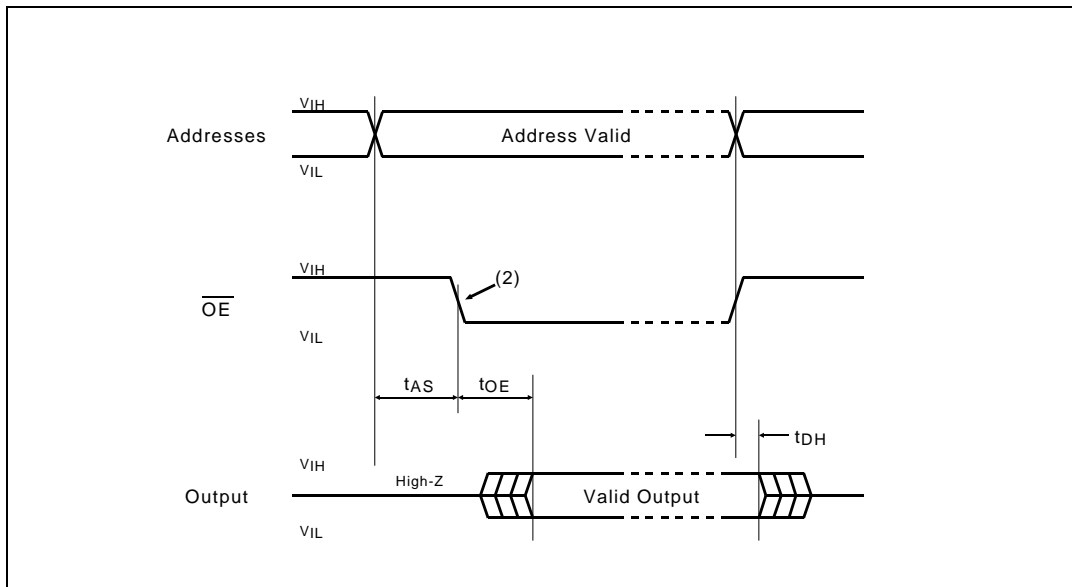 VIH
Addresses
Address Valid
VIL
VIH
(2)
OE
VIL
tAS
tOE
tDH
VIH
High-Z
Output
Valid Output
VIL